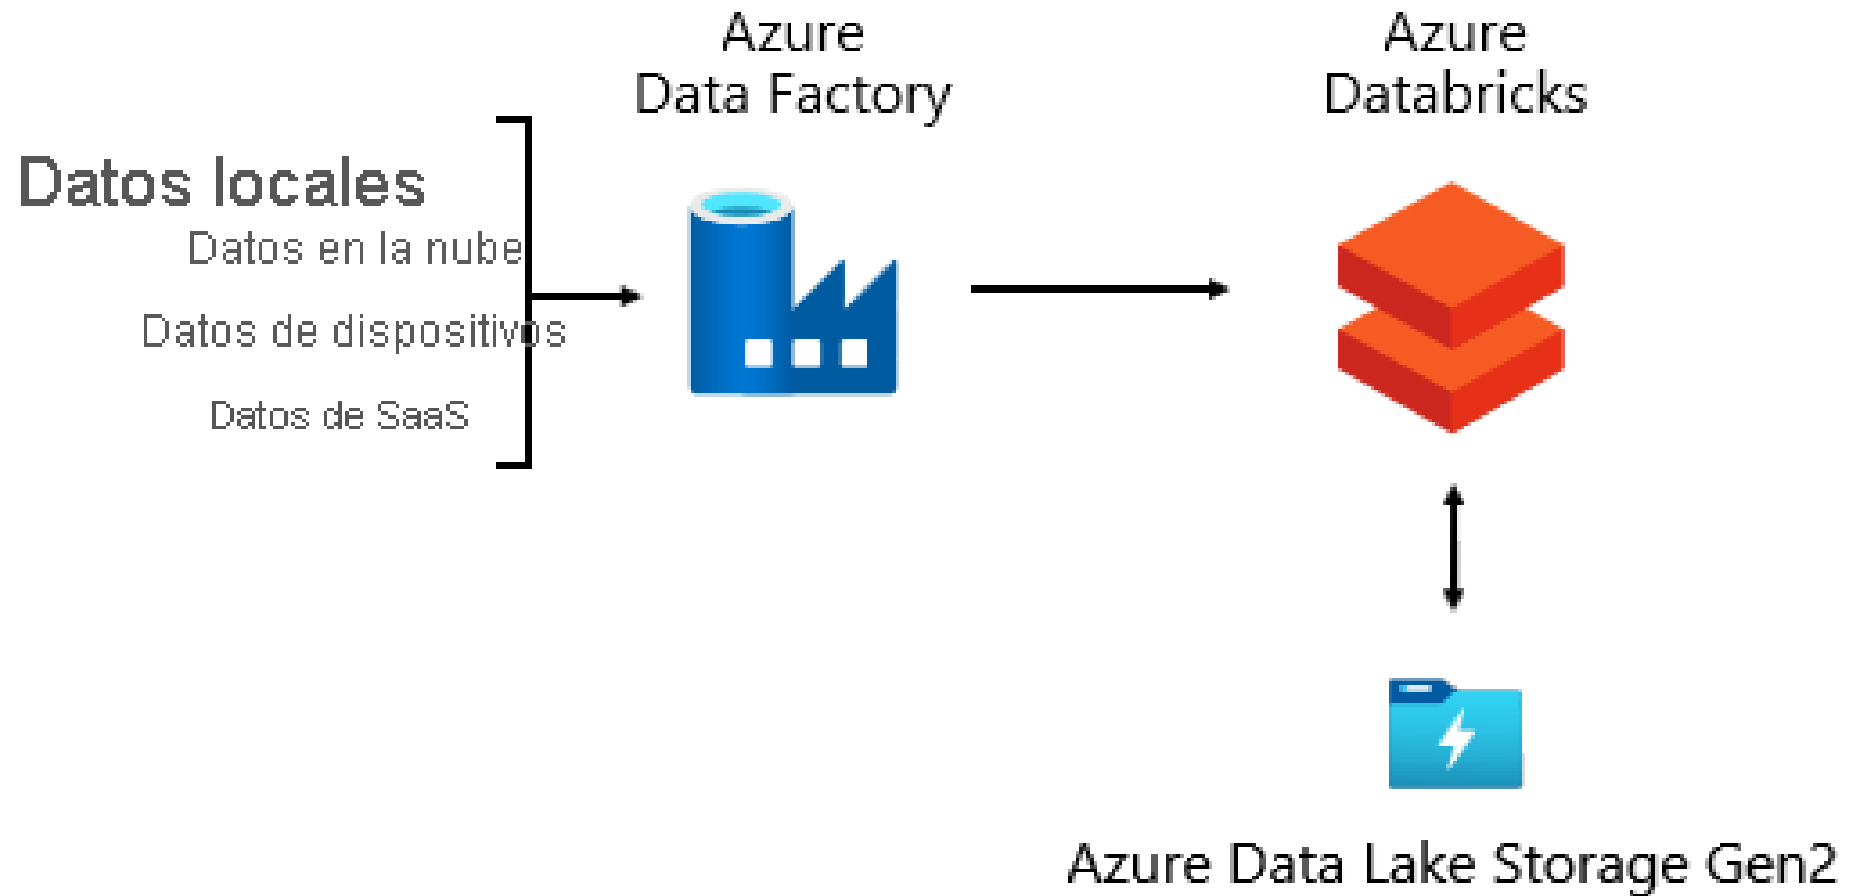 Azure
Data Factory
Azure
Databricks
Datos locales
Datos en la nube
Datos de dispositivos
Datos de SaaS
Azure Data Lake Storage Gen2